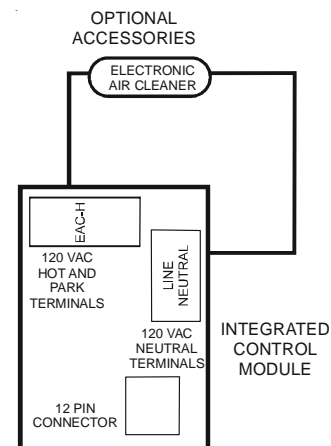 OPTIONAL
ACCESSORIES
ELECTRONIC
AIR CLEANER
EAC-H
120 VAC
HOT AND
PARK
TERMINALS
LINE
NEUTRAL
120 VAC
NEUTRAL
TERMINALS
INTEGRATED
CONTROL
MODULE
12 PIN
CONNECTOR